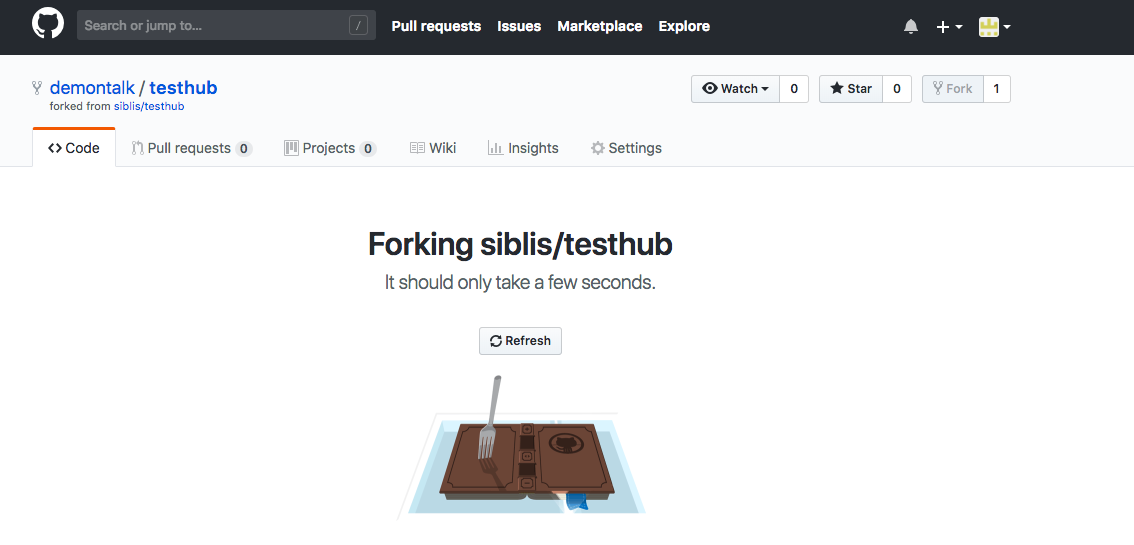 Search or jump to... / Pull requests Issues Marketplace Explore
demontalk / testhub Watch 0 Star 0 Fork 1
forked from siblis/testhub
Code Pull requests 0 Projects 0 Wiki Insights Settings
Forking siblis/testhub
It should only take a few seconds.
Refresh